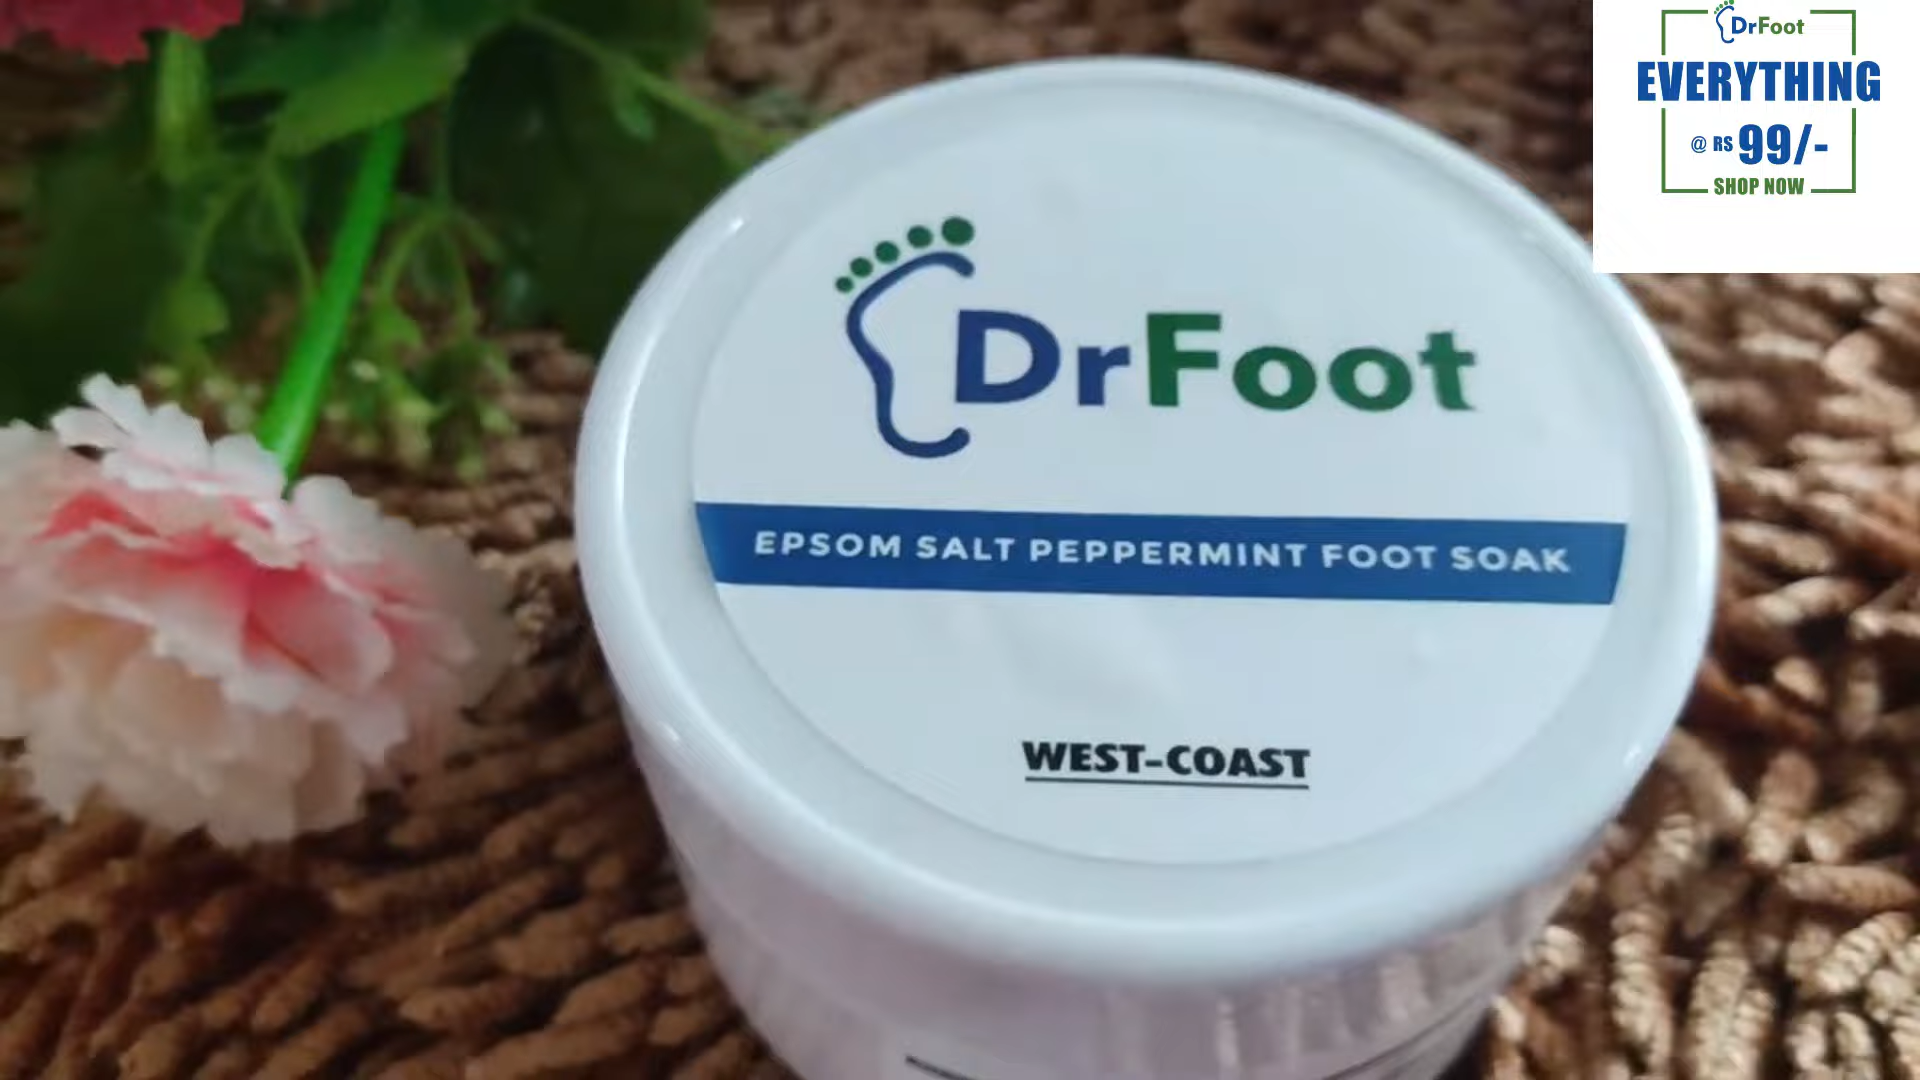 DrFoot
EPSOM SALT PEPPERMINT FOOT SOAK
WEST-COAST
DrFoot
EVERYTHING
@ RS 99/-
SHOP NOW